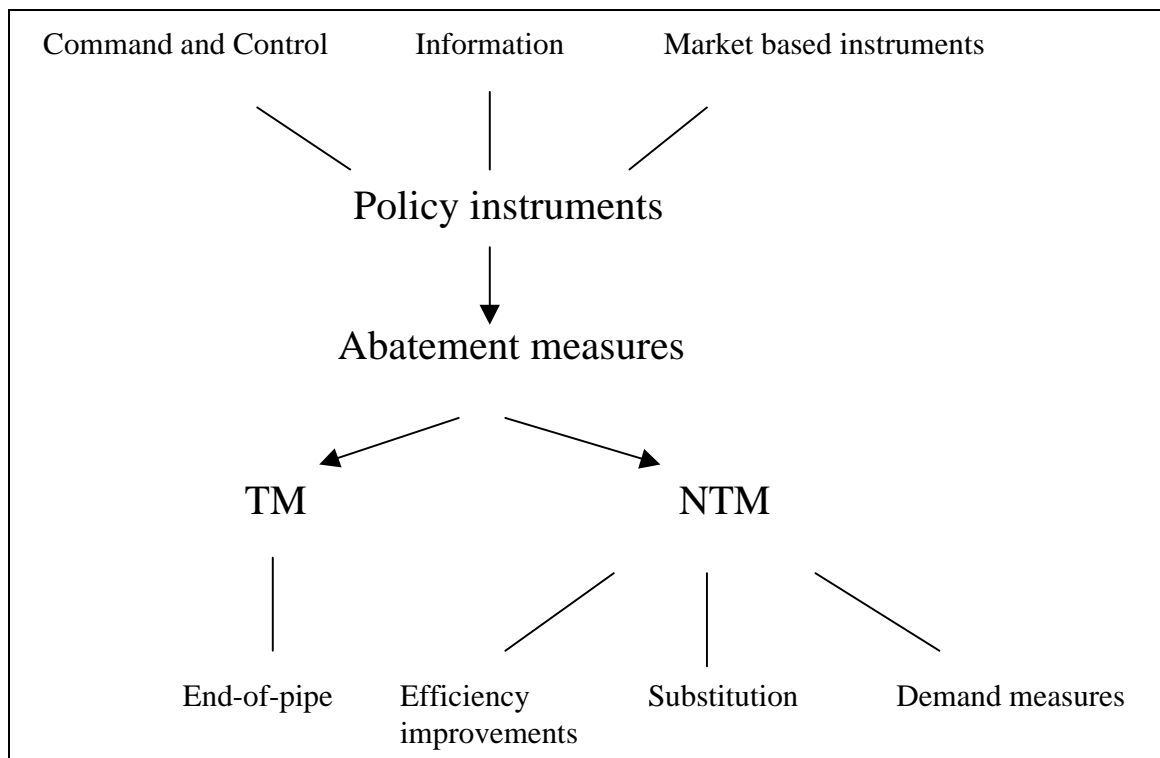 Command and Control Information Market based instruments
Policy instruments
Abatement measures
TM NTM
End-of-pipe Efficiency improvements Substitution Demand measures